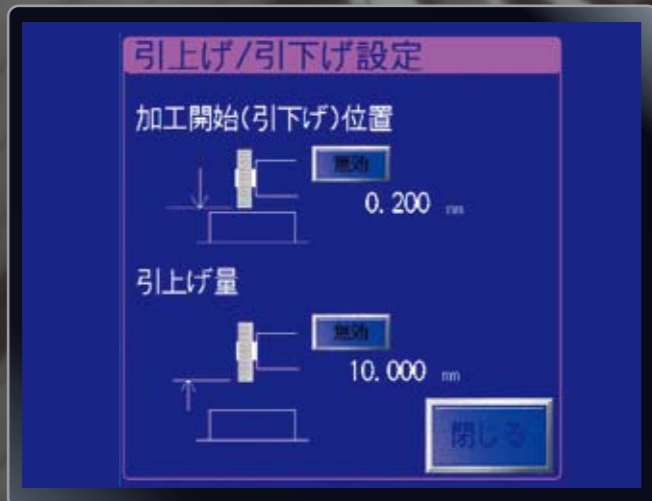 引上げ/引下げ設定
加工開始(引下げ)位置
無効
0.200 mm
引上げ量
無効
10.000 mm
閉じる